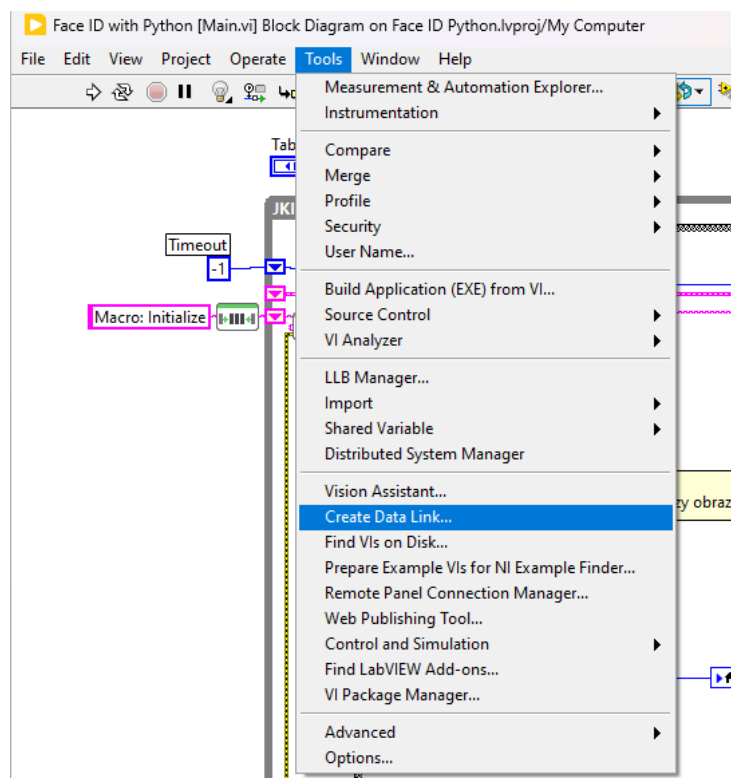 Face ID with Python [Main.vi] Block Diagram on Face ID Python.lvproj/My Computer
File Edit View Project Operate Tools Window Help
Measurement & Automation Explorer...
Instrumentation
Tab
Compare
Merge
Profile
JKI
Security
Timeout
User Name...
-1
Build Application (EXE) from VI...
Macro: Initialize
Source Control
VI Analyzer
LLB Manager...
Import
Shared Variable
Distributed System Manager
Vision Assistant...
zy obraz
Create Data Link...
Find VIs on Disk...
Prepare Example VIs for NI Example Finder...
Remote Panel Connection Manager...
Web Publishing Tool...
Control and Simulation
Find LabVIEW Add-ons...
VI Package Manager...
Advanced
Options...